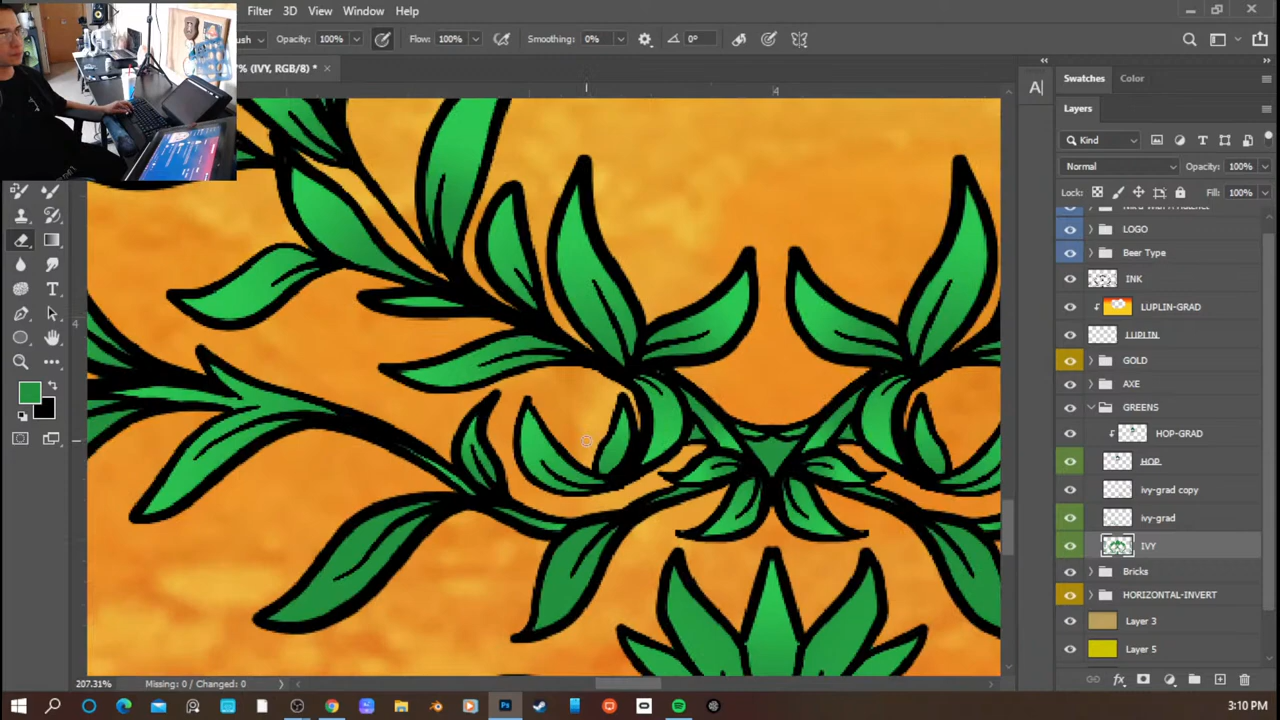 Filter 3D View Window Help
Opacity: 100% Flow: 100% Smoothing: 0% 0°
% (IVY, RGB/8) * ×
4
4
A
Swatches Color
Layers
Kind
Normal Opacity: 100%
Lock: Fill: 100%
LOGO
Beer Type
INK
LUPLIN-GRAD
LUPLIN
GOLD
AXE
GREENS
HOP-GRAD
HOP
ivy-grad copy
ivy-grad
IVY
Bricks
HORIZONTAL-INVERT
Layer 3
Layer 5
207.31% Missing: 0 / Changed: 0
3:10 PM